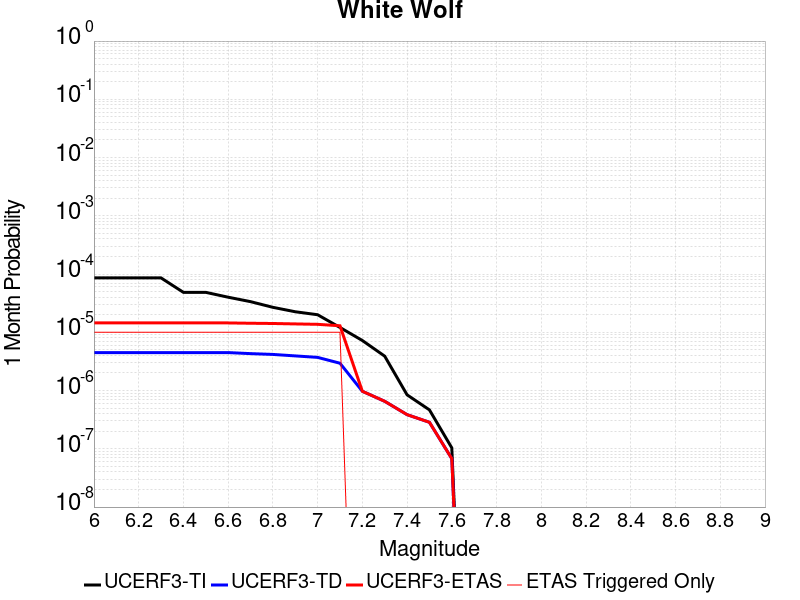 White Wolf
10^0
10^-1
10^-2
10^-3
10^-4
10^-5
10^-6
10^-7
10^-8
1 Month Probability
6 6.2 6.4 6.6 6.8 7 7.2 7.4 7.6 7.8 8 8.2 8.4 8.6 8.8 9
Magnitude
UCERF3-TI UCERF3-TD UCERF3-ETAS ETAS Triggered Only